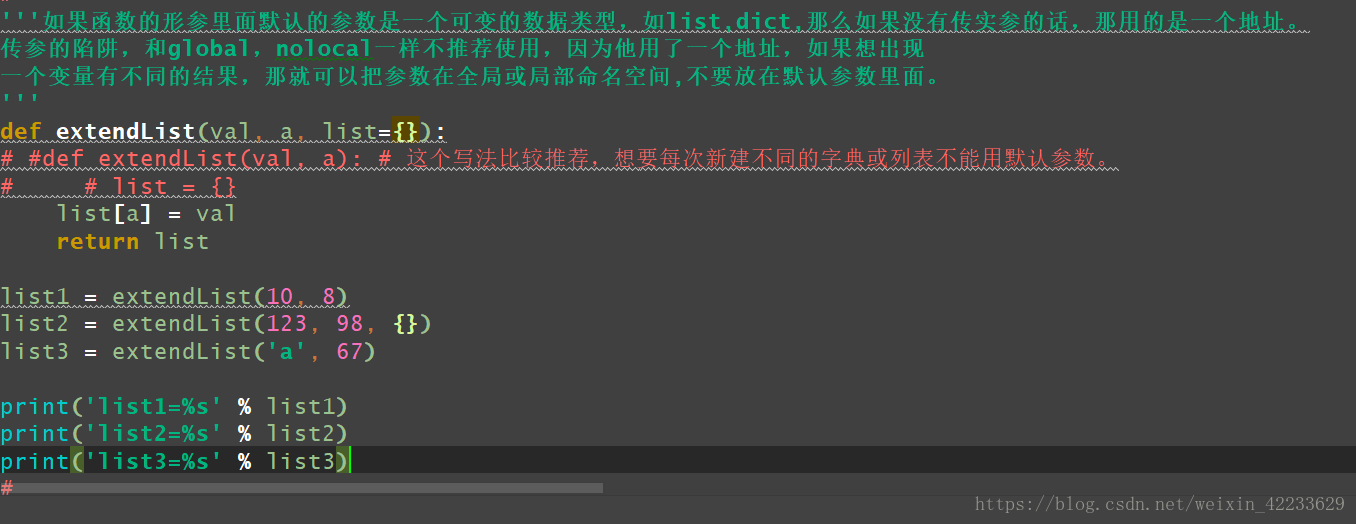 '''如果函数的形参里面默认的参数是一个可变的数据类型，如list,dict,那么如果没有传实参的话，那用的是一个地址。
传参的陷阱，和global，nolocal一样不推荐使用，因为他用了一个地址，如果想出现
一个变量有不同的结果，那就可以把参数在全局或局部命名空间,不要放在默认参数里面。
'''
def extendList(val, a, list={}):
# #def extendList(val, a): # 这个写法比较推荐，想要每次新建不同的字典或列表不能用默认参数。
#     # list = {}
    list[a] = val
    return list
list1 = extendList(10, 8)
list2 = extendList(123, 98, {})
list3 = extendList('a', 67)
print('list1=%s' % list1)
print('list2=%s' % list2)
print('list3=%s' % list3)
#
https://blog.csdn.net/weixin_42233629